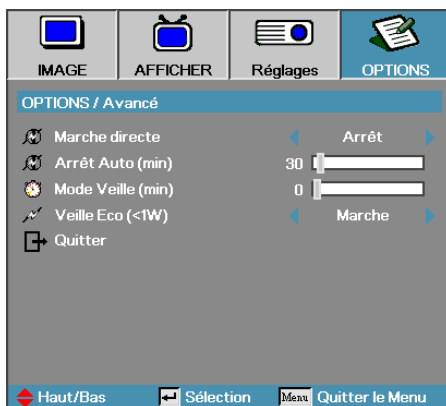 IMAGE AFFICHER Réglages OPTIONS
OPTIONS / Avancé
Marche directe Arrêt
Arrêt Auto (min) 30
Mode Veille (min) 0
Veille Eco (<1W) Marche
Quitter
Haut/Bas Sélection Menu Quitter le Menu